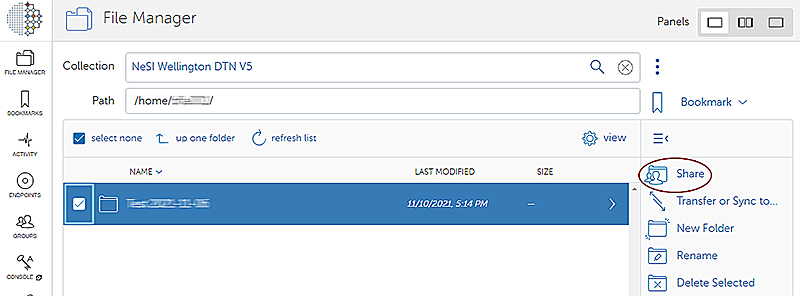 File Manager
Panels
FILE MANAGER
BOOKMARKS
ACTIVITY
ENDPOINTS
GROUPS
CONSOLE
Collection
NeSI Wellington DTN V5
Path
/home/ /
Bookmark
select none
up one folder
refresh list
view
NAME
LAST MODIFIED
SIZE
11/10/2021, 5:14 PM
—
Share
Transfer or Sync to...
New Folder
Rename
Delete Selected